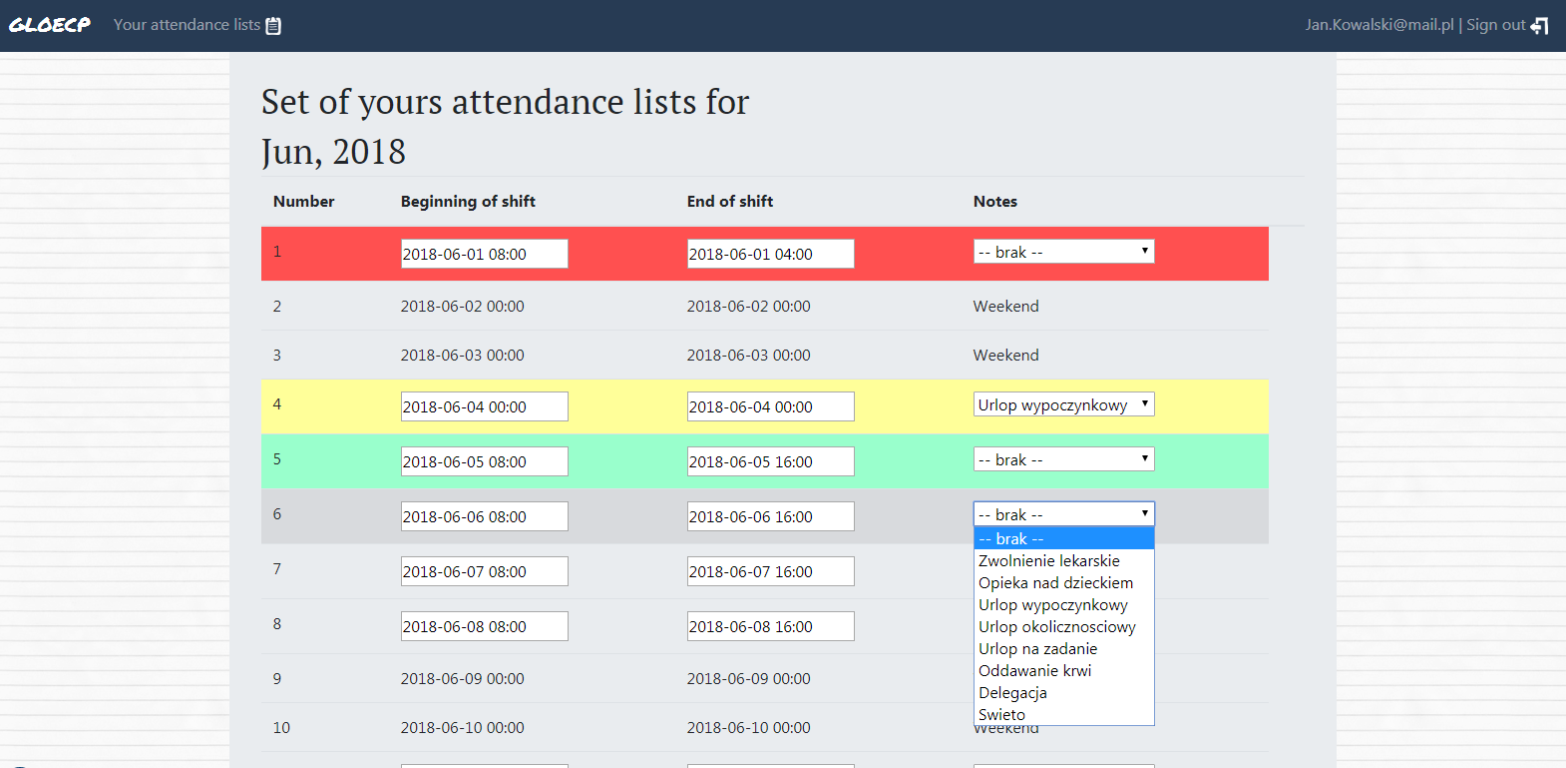 GLOECP Your attendance lists Jan.Kowalski@mail.pl | Sign out
Set of yours attendance lists for
Jun, 2018
Number Beginning of shift End of shift Notes
1 2018-06-01 08:00 2018-06-01 04:00 -- brak --
2 2018-06-02 00:00 2018-06-02 00:00 Weekend
3 2018-06-03 00:00 2018-06-03 00:00 Weekend
4 2018-06-04 00:00 2018-06-04 00:00 Urlop wypoczynkowy
5 2018-06-05 08:00 2018-06-05 16:00 -- brak --
6 2018-06-06 08:00 2018-06-06 16:00 -- brak --
-- brak --
Zwolnienie lekarskie
7 2018-06-07 08:00 2018-06-07 16:00 Opieka nad dzieckiem
Urlop wypoczynkowy
8 2018-06-08 08:00 2018-06-08 16:00 Urlop okolicznosciowy
Urlop na zadanie
Oddawanie krwi
9 2018-06-09 00:00 2018-06-09 00:00 Delegacja
Swieto
10 2018-06-10 00:00 2018-06-10 00:00 Weekend